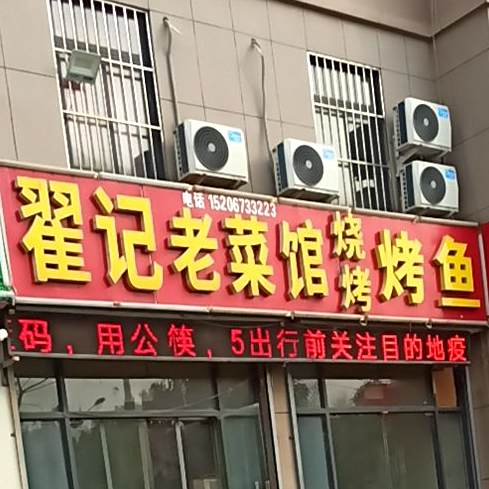 电话 15206733223
翟记老菜馆烧烤烤鱼
码，用公筷，5出行前关注目的地疫